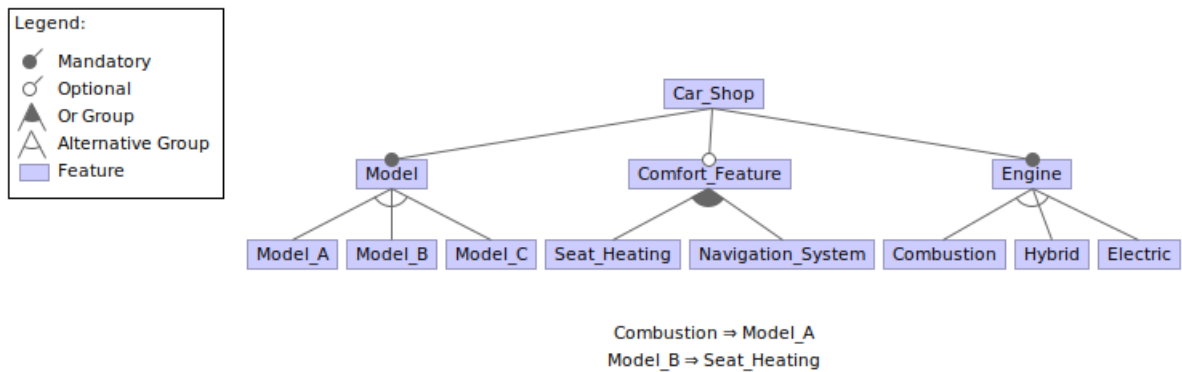 Legend:
Mandatory
Optional
Or Group
Alternative Group
Feature
Car_Shop
Model Comfort_Feature Engine
Model_A Model_B Model_C Seat_Heating Navigation_System Combustion Hybrid Electric
Combustion ⇒ Model_A
Model_B ⇒ Seat_Heating